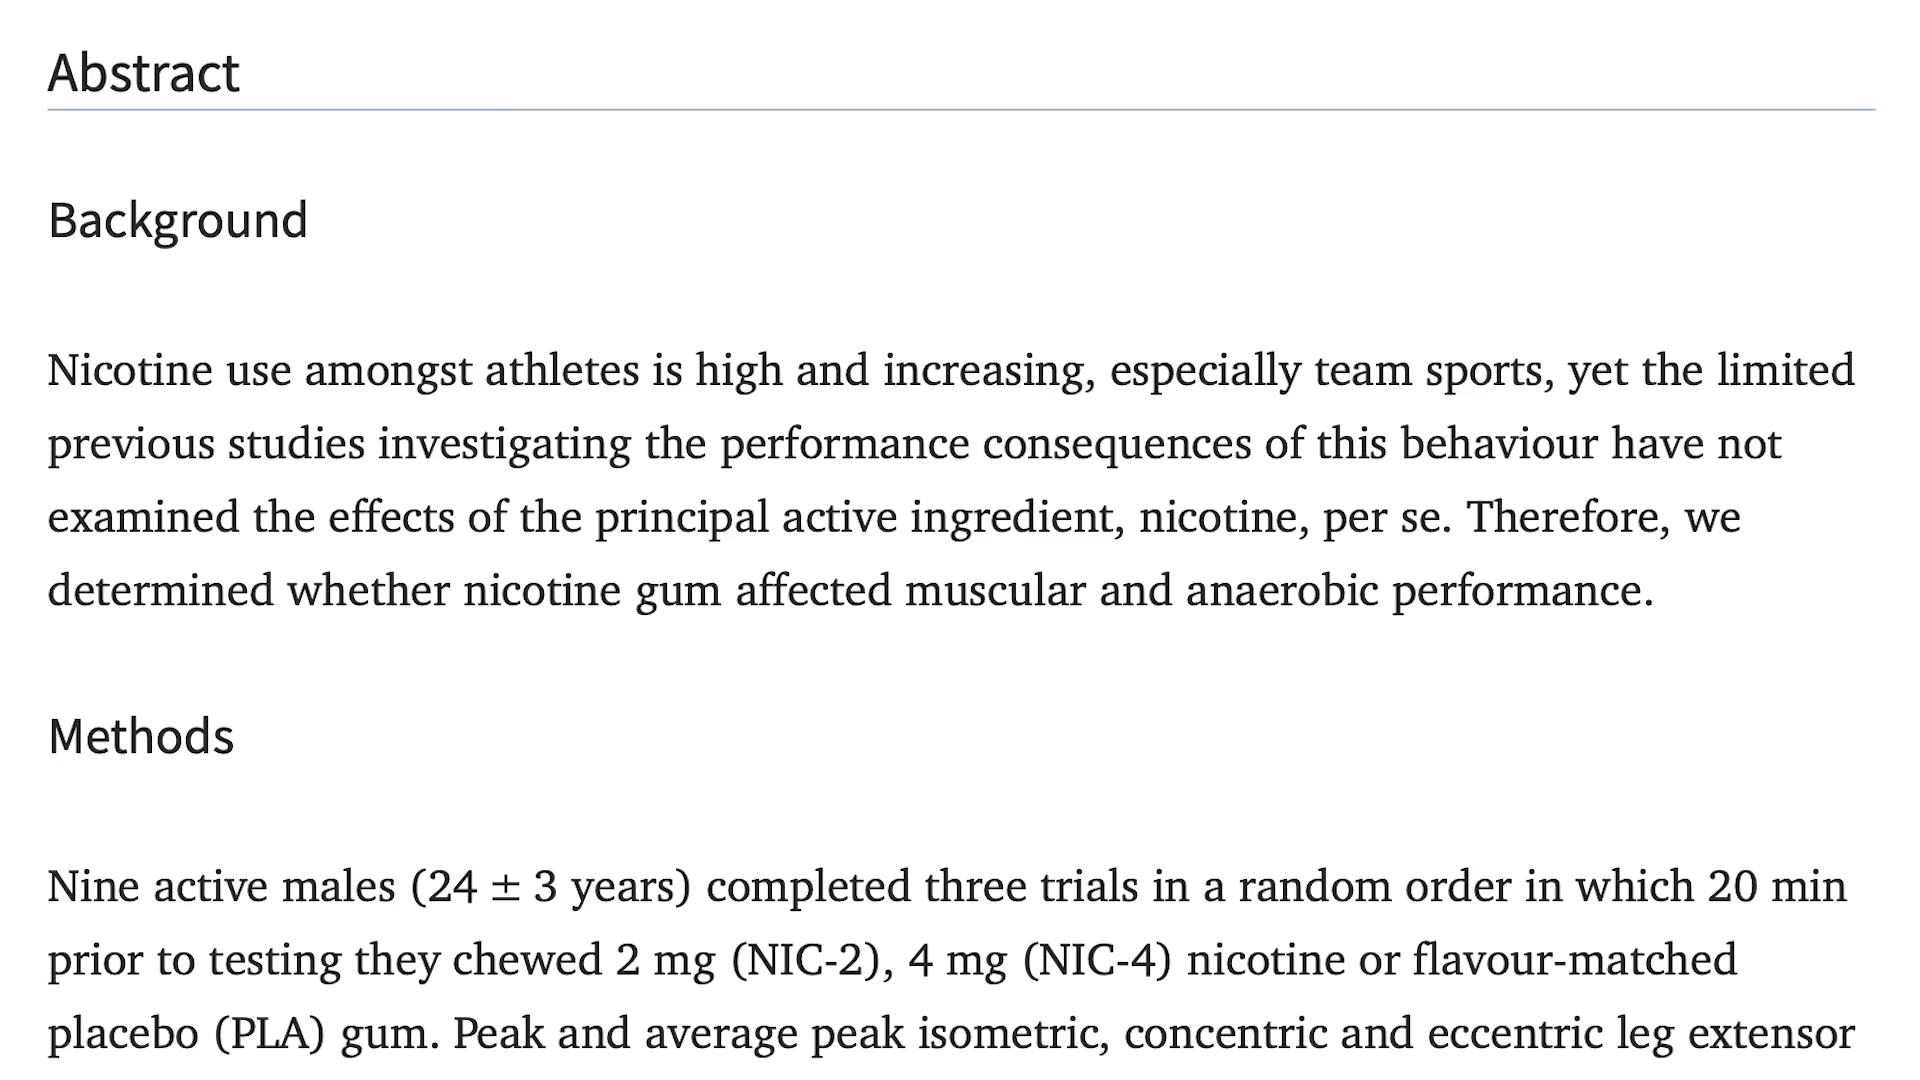 Abstract
Background
Nicotine use amongst athletes is high and increasing, especially team sports, yet the limited
previous studies investigating the performance consequences of this behaviour have not
examined the effects of the principal active ingredient, nicotine, per se. Therefore, we
determined whether nicotine gum affected muscular and anaerobic performance.
Methods
Nine active males (24 ± 3 years) completed three trials in a random order in which 20 min
prior to testing they chewed 2 mg (NIC-2), 4 mg (NIC-4) nicotine or flavour-matched
placebo (PLA) gum. Peak and average peak isometric, concentric and eccentric leg extensor